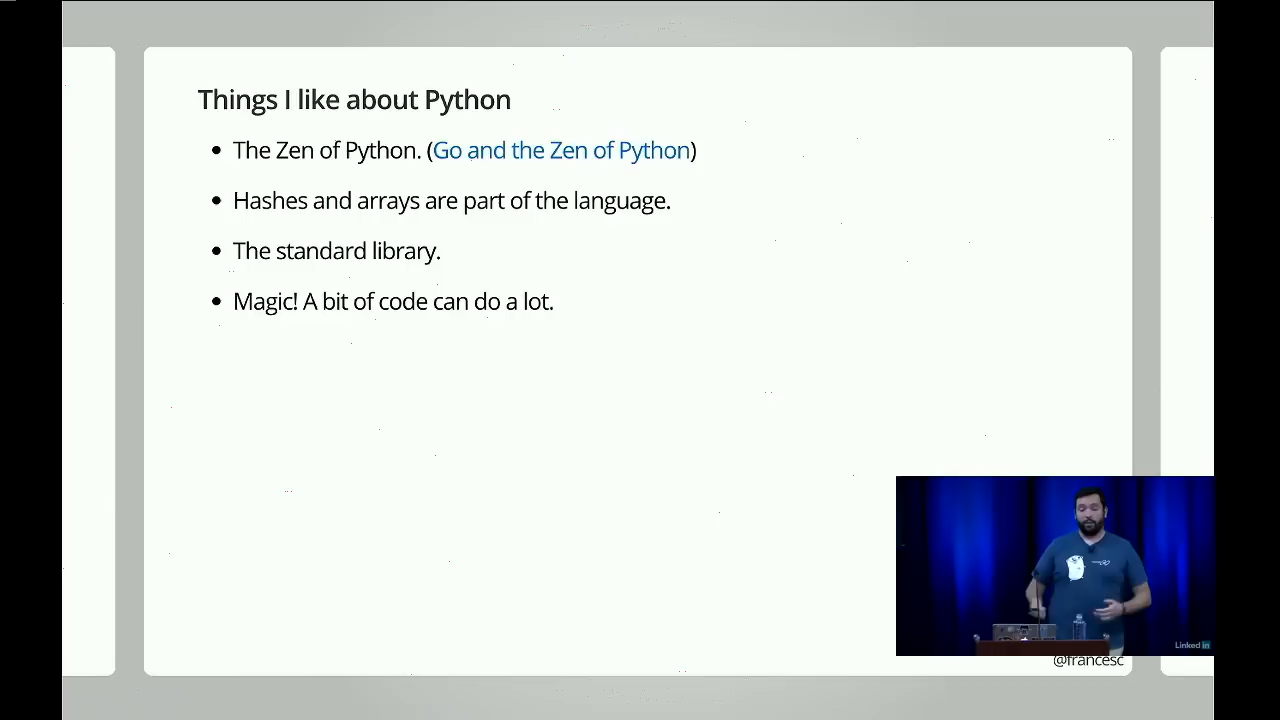 Things I like about Python
The Zen of Python. (Go and the Zen of Python)
Hashes and arrays are part of the language.
The standard library.
Magic! A bit of code can do a lot.
Linked in
@francesc